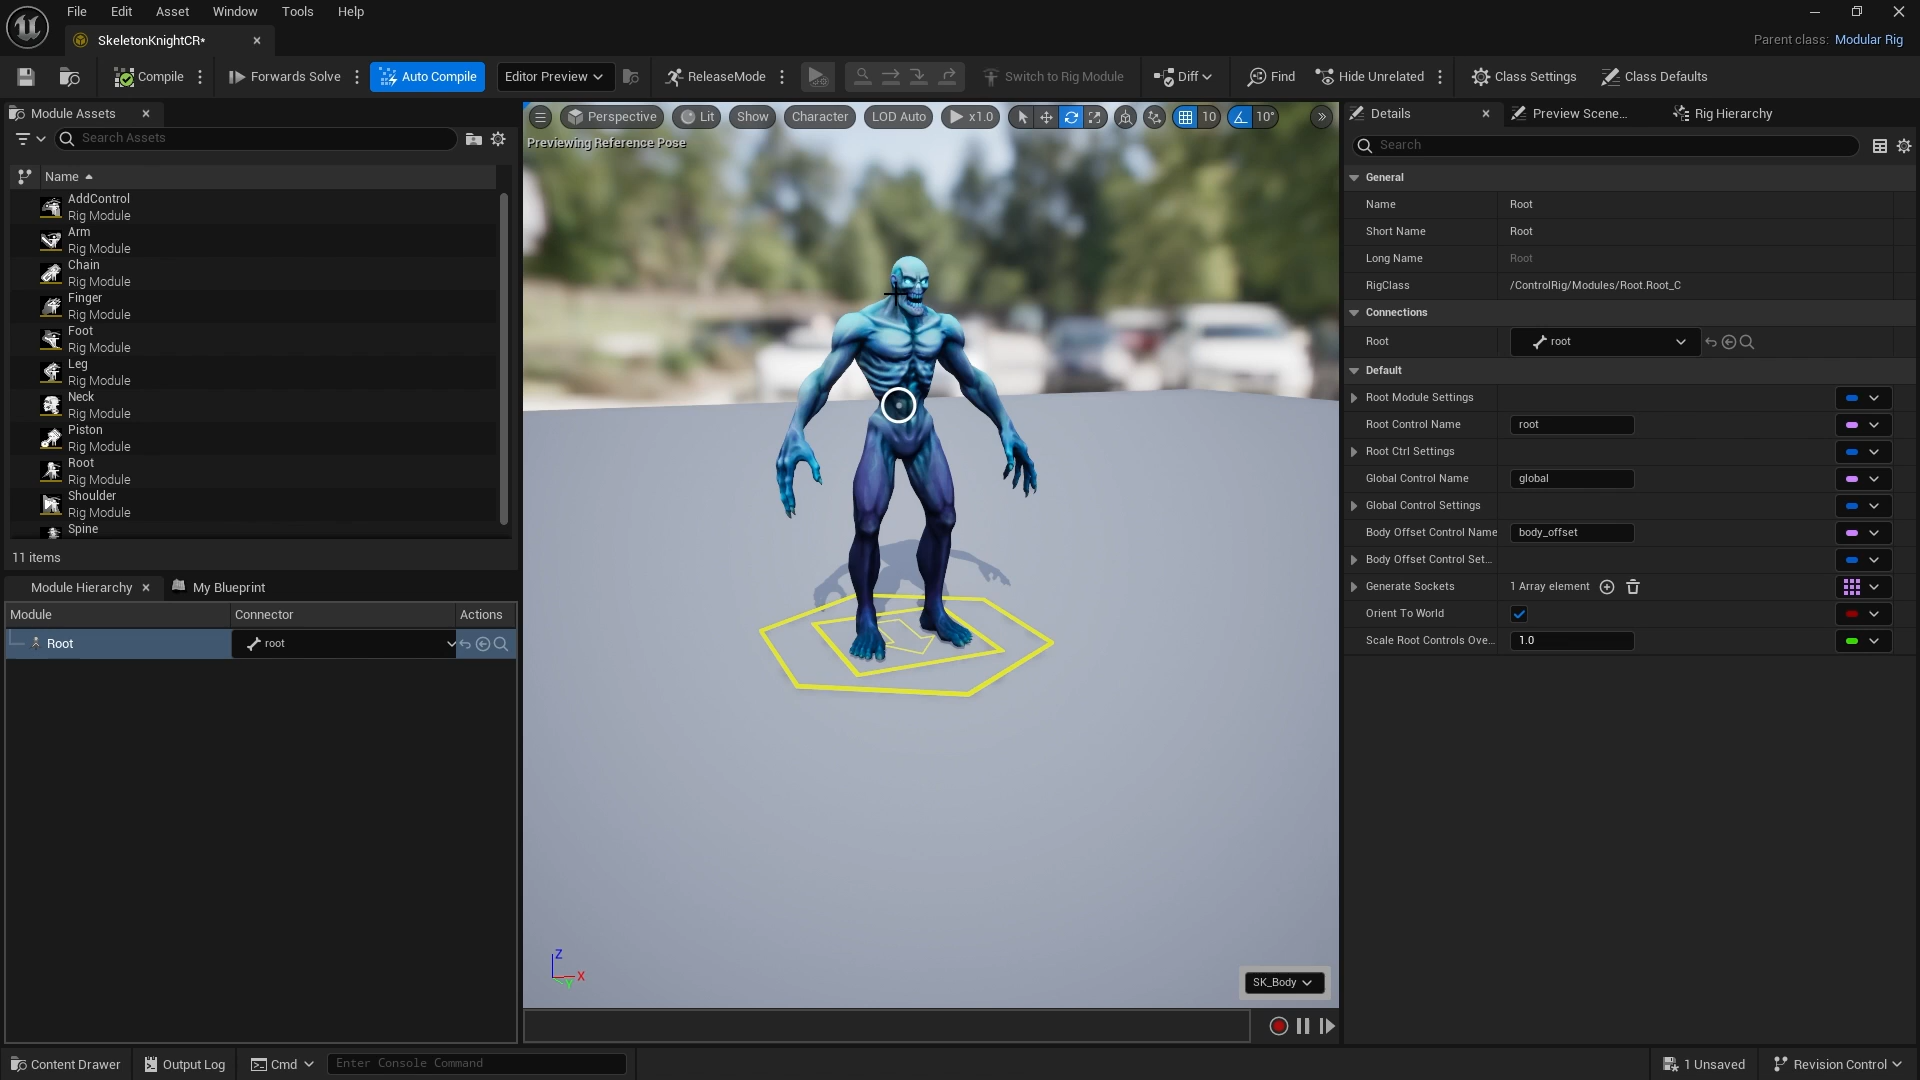 File Edit Asset Window Tools Help
SkeletonKnightCR*
Parent class: Modular Rig
Compile Forwards Solve Auto Compile Editor Preview ReleaseMode Switch to Rig Module Diff Find Hide Unrelated Class Settings Class Defaults
Module Assets
Search Assets
Name
AddControl
Rig Module
Arm
Rig Module
Chain
Rig Module
Finger
Rig Module
Foot
Rig Module
Leg
Rig Module
Neck
Rig Module
Piston
Rig Module
Root
Rig Module
Shoulder
Rig Module
Spine
11 items
Module Hierarchy My Blueprint
Module Connector Actions
Root root
Perspective Lit Show Character LOD Auto x1.0 10 10°
Previewing Reference Pose
Z
X
Y
SK_Body
Details Preview Scene... Rig Hierarchy
Search
General
Name Root
Short Name Root
Long Name Root
RigClass /ControlRig/Modules/Root.Root_C
Connections
Root root
Default
Root Module Settings
Root Control Name root
Root Ctrl Settings
Global Control Name global
Global Control Settings
Body Offset Control Name body_offset
Body Offset Control Set...
Generate Sockets 1 Array element
Orient To World
Scale Root Controls Ove... 1.0
Content Drawer Output Log Cmd Enter Console Command 1 Unsaved Revision Control